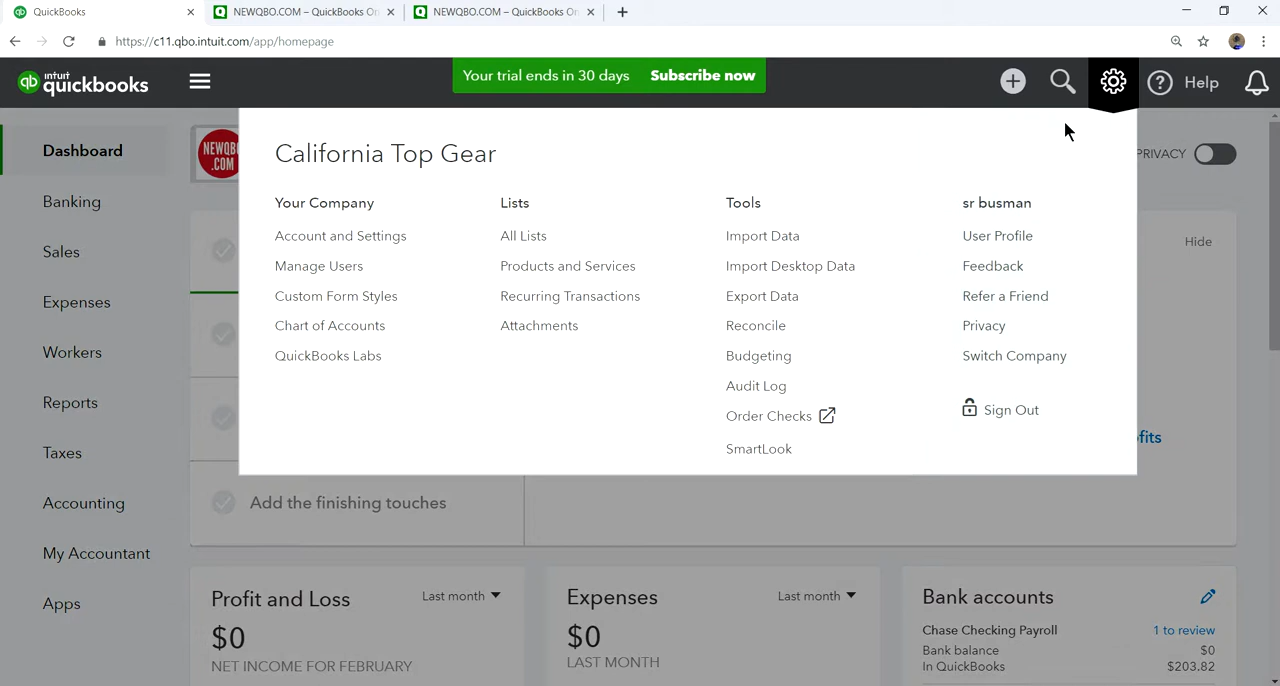 QuickBooks
NEWQBO.COM – QuickBooks On
NEWQBO.COM – QuickBooks On
https://c11.qbo.intuit.com/app/homepage
qb intuit quickbooks
Your trial ends in 30 days Subscribe now
Help
NEWQBO
.COM
PRIVACY
Dashboard
Banking
Sales
Expenses
Workers
Reports
Taxes
Accounting
My Accountant
Apps
California Top Gear
Your Company
Account and Settings
Manage Users
Custom Form Styles
Chart of Accounts
QuickBooks Labs
Lists
All Lists
Products and Services
Recurring Transactions
Attachments
Tools
Import Data
Import Desktop Data
Export Data
Reconcile
Budgeting
Audit Log
Order Checks
SmartLook
sr busman
User Profile
Feedback
Refer a Friend
Privacy
Switch Company
Sign Out
Hide
fits
Add the finishing touches
Profit and Loss
Last month
$0
NET INCOME FOR FEBRUARY
Expenses
Last month
$0
LAST MONTH
Bank accounts
Chase Checking Payroll 1 to review
Bank balance $0
In QuickBooks $203.82